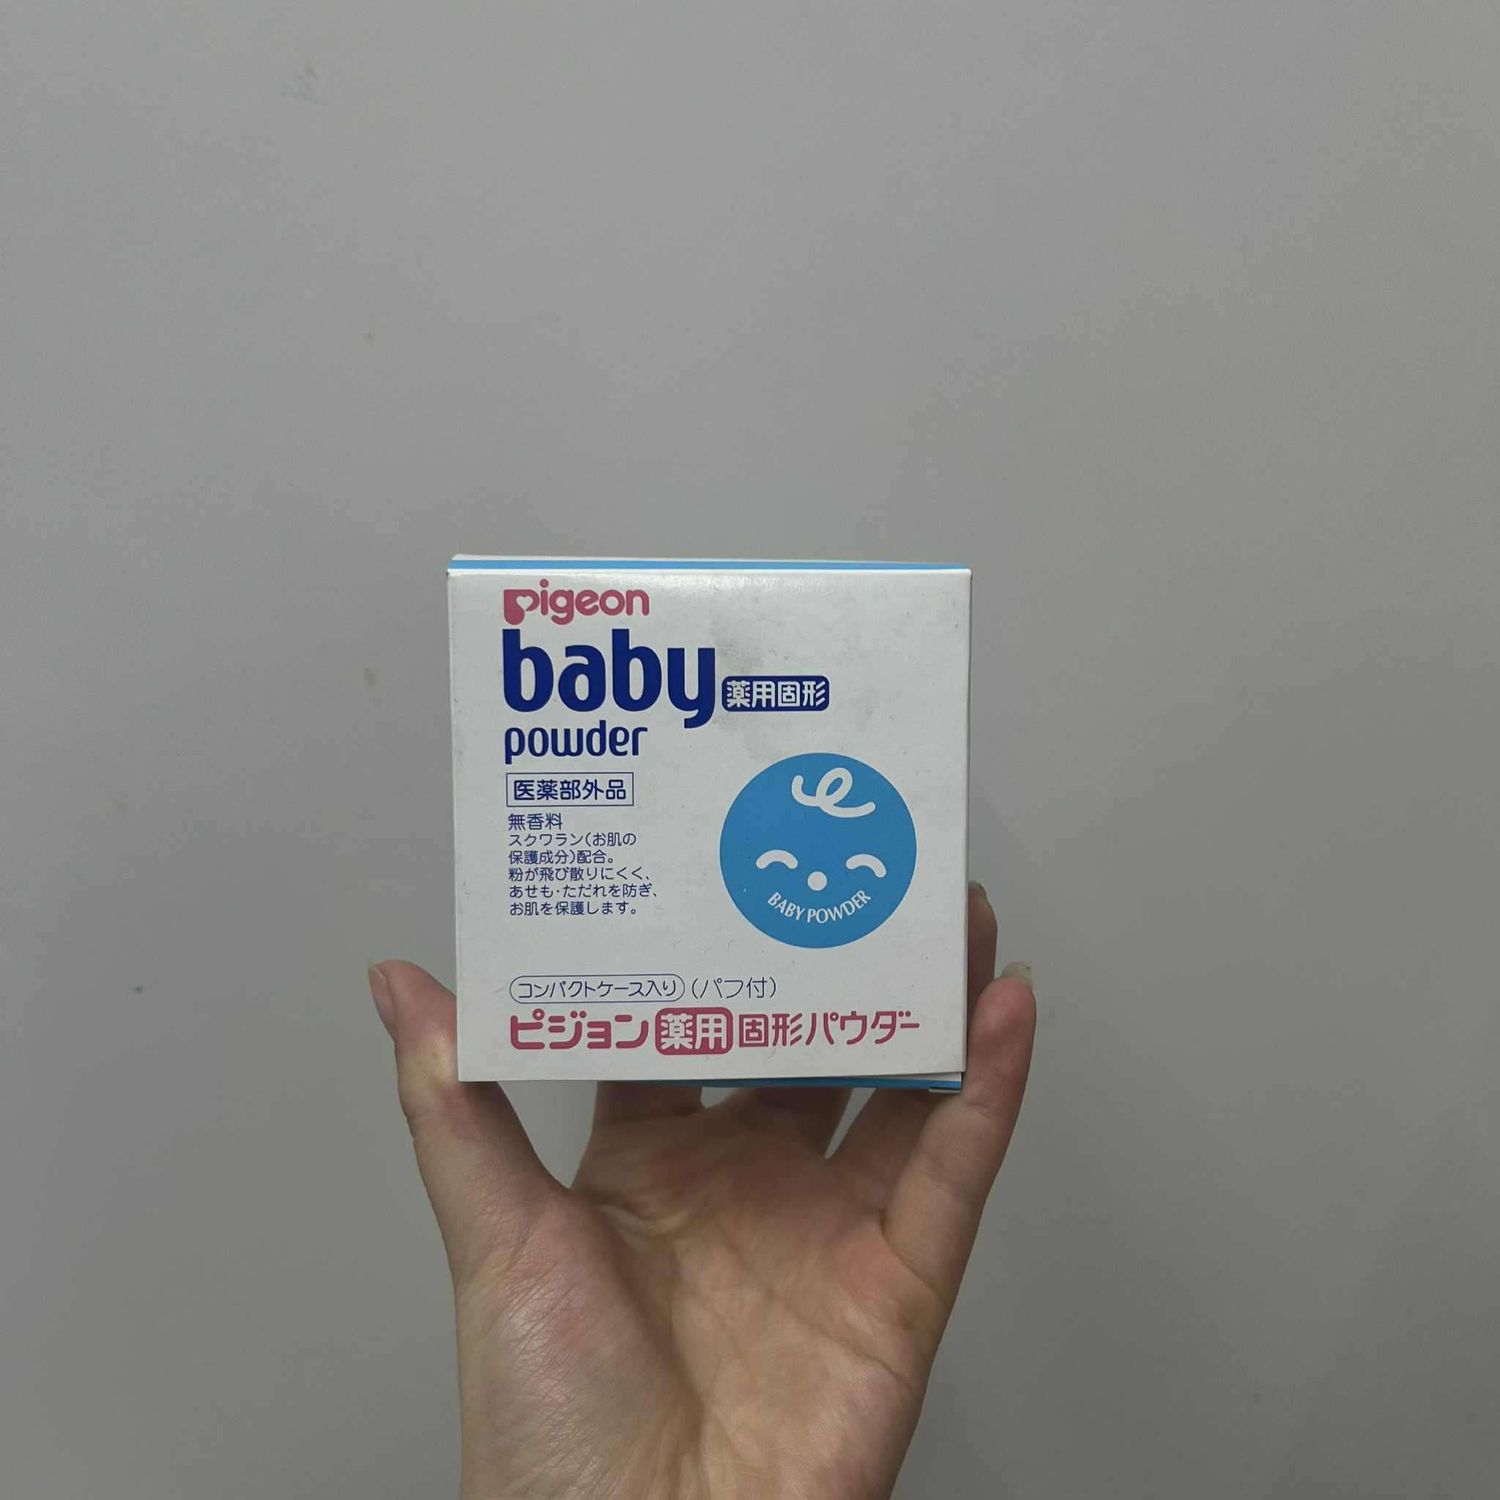 pigeon
baby 薬用固形
powder
医薬部外品
無香料
スクワラン(お肌の
保護成分)配合。
粉が飛び散りにくく、
あせも・ただれを防ぎ、
お肌を保護します。
BABY POWDER
コンパクトケース入り (パフ付)
ピジョン 薬用 固形パウダー